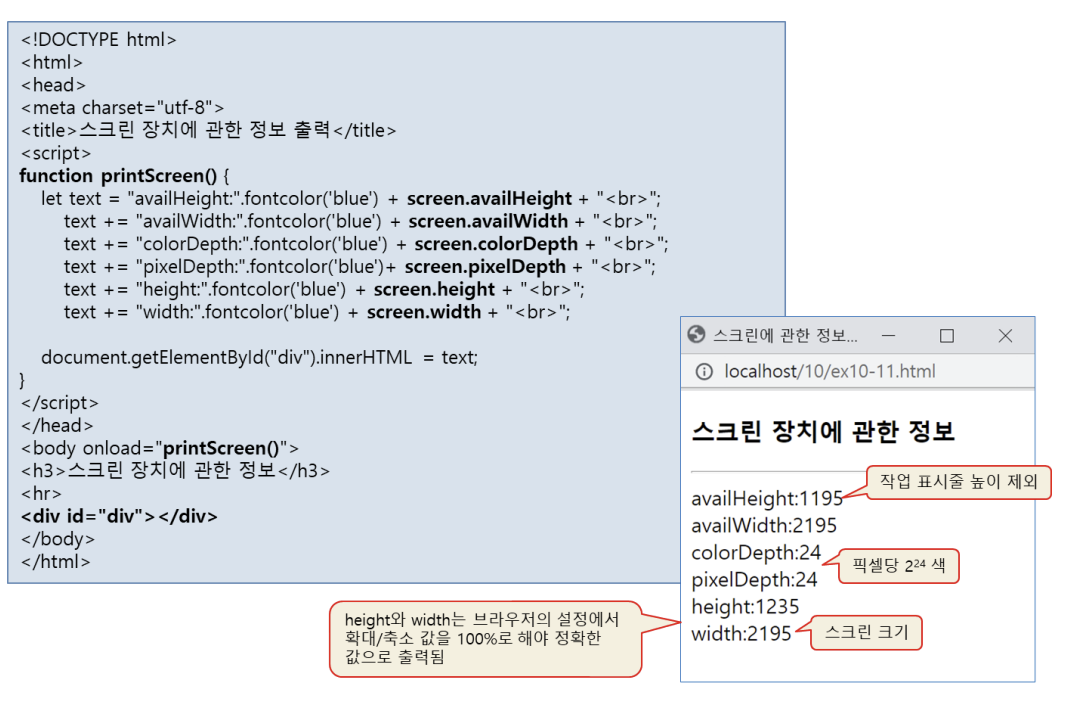 <!DOCTYPE html>
<html>
<head>
<meta charset="utf-8">
<title>스크린 장치에 관한 정보 출력</title>
<script>
function printScreen() {
let text = "availHeight:".fontcolor('blue') + screen.availHeight + "<br>";
text += "availWidth:".fontcolor('blue') + screen.availWidth + "<br>";
text += "colorDepth:".fontcolor('blue') + screen.colorDepth + "<br>";
text += "pixelDepth:".fontcolor('blue')+ screen.pixelDepth + "<br>";
text += "height:".fontcolor('blue') + screen.height + "<br>";
text += "width:".fontcolor('blue') + screen.width + "<br>";
document.getElementById("div").innerHTML = text;
}
</script>
</head>
<body onload="printScreen()">
<h3>스크린 장치에 관한 정보</h3>
<hr>
<div id="div"></div>
</body>
</html>
스크린에 관한 정보...
localhost/10/ex10-11.html
스크린 장치에 관한 정보
작업 표시줄 높이 제외
availHeight:1195
availWidth:2195
colorDepth:24
픽셀당 2²⁴ 색
pixelDepth:24
height:1235
width:2195
스크린 크기
height와 width는 브라우저의 설정에서
확대/축소 값을 100%로 해야 정확한
값으로 출력됨